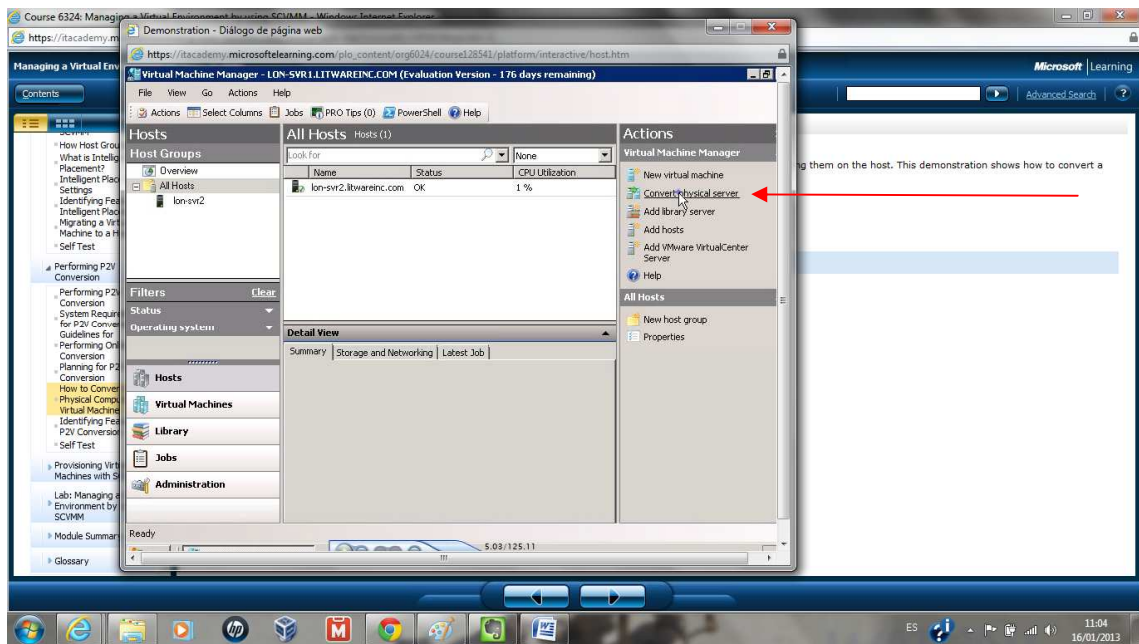 Course 6324: Managing a Virtual Environment by using SCVMM - Windows Internet Explorer
https://itacademy.m
Managing a Virtual Env
Microsoft | Learning
Contents
Advanced Search
?
How Host Grou
What is Intellig
Placement?
Intelligent Plac
Settings
Identifying Fea
Intelligent Plac
Migrating a Virt
Machine to a H
Self Test
Performing P2V
Conversion
Performing P2V
Conversion
System Require
for P2V Conver
Guidelines for
Performing Onl
Conversion
Planning for P2
Conversion
How to Conver
Physical Compu
Virtual Machine
Identifying Fea
P2V Conversion
Self Test
Provisioning Virt
Machines with S
Lab: Managing a
Environment by
SCVMM
Module Summar
Glossary
Demonstration - Diálogo de página web
https://itacademy.microsoftelearning.com/plo_content/org6024/course128541/platform/interactive/host.htm
Virtual Machine Manager - LON-SVR1.LITWAREINC.COM (Evaluation Version - 176 days remaining)
File View Go Actions Help
Actions Select Columns Jobs PRO Tips (0) PowerShell Help
Hosts
Host Groups
Overview
All Hosts
lon-svr2
Filters Clear
Status
Operating system
Hosts
Virtual Machines
Library
Jobs
Administration
Ready
All Hosts Hosts (1)
Look for
None
Name Status CPU Utilization
lon-svr2.litwareinc.com OK 1 %
Detail View
Summary Storage and Networking Latest Job
Actions
Virtual Machine Manager
New virtual machine
Convert physical server
Add library server
Add hosts
Add VMware VirtualCenter
Server
Help
All Hosts
New host group
Properties
5.03/125.11
ng them on the host. This demonstration shows how to convert a
ES
11:04
16/01/2013